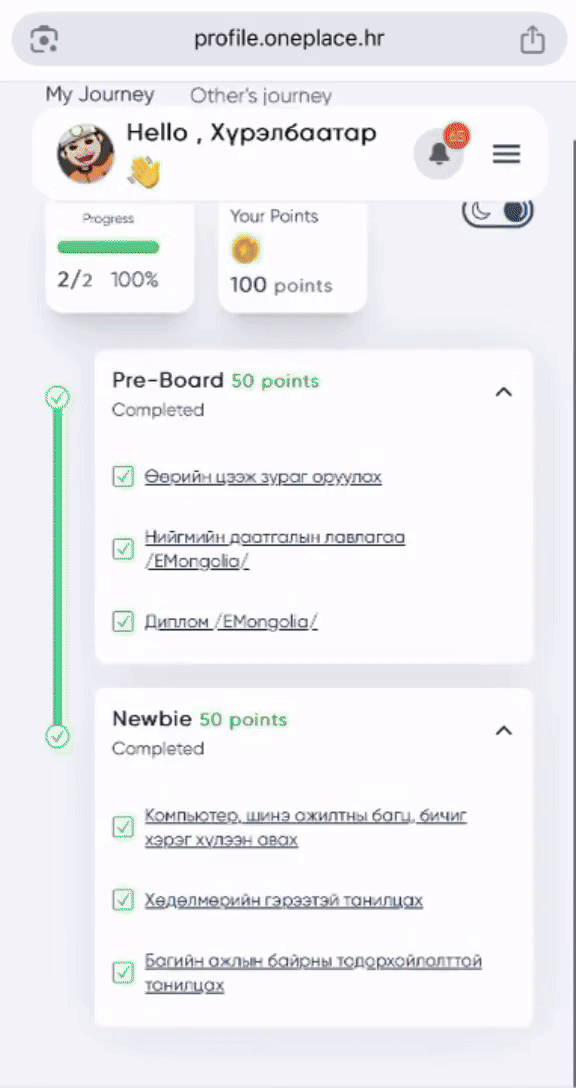 profile.oneplace.hr
My Journey Other's journey
Hello , Хүрэлбаатар
Progress
2/2 100%
Your Points
100 points
Pre-Board 50 points
Completed
Өөрийн цээж зураг оруулах
Нийгмийн даатгалын лавлагаа
/EMongolia/
Диплом /EMongolia/
Newbie 50 points
Completed
Компьютер, шинэ ажилтны багц, бичиг
хэрэг хүлээн авах
Хөдөлмөрийн гэрээтэй танилцах
Багийн ажлын байрны тодорхойлолттой
танилцах